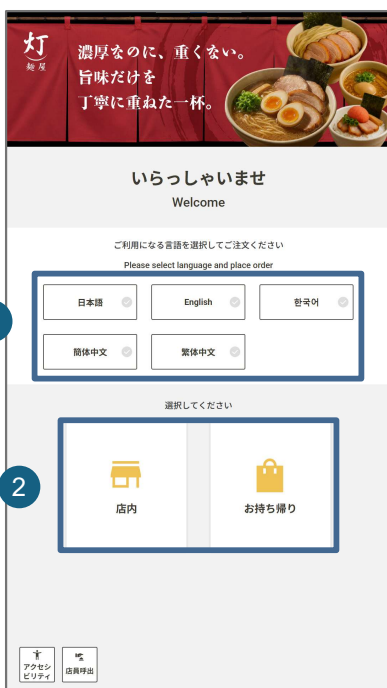 灯
麺屋
濃厚なのに、重くない。
旨味だけを
丁寧に重ねた一杯。
いらっしゃいませ
Welcome
ご利用になる言語を選択してご注文ください
Please select language and place order
日本語
English
한국어
簡体中文
繁体中文
選択してください
2
店内
お持ち帰り
アクセシ
ビリティ
店員呼出